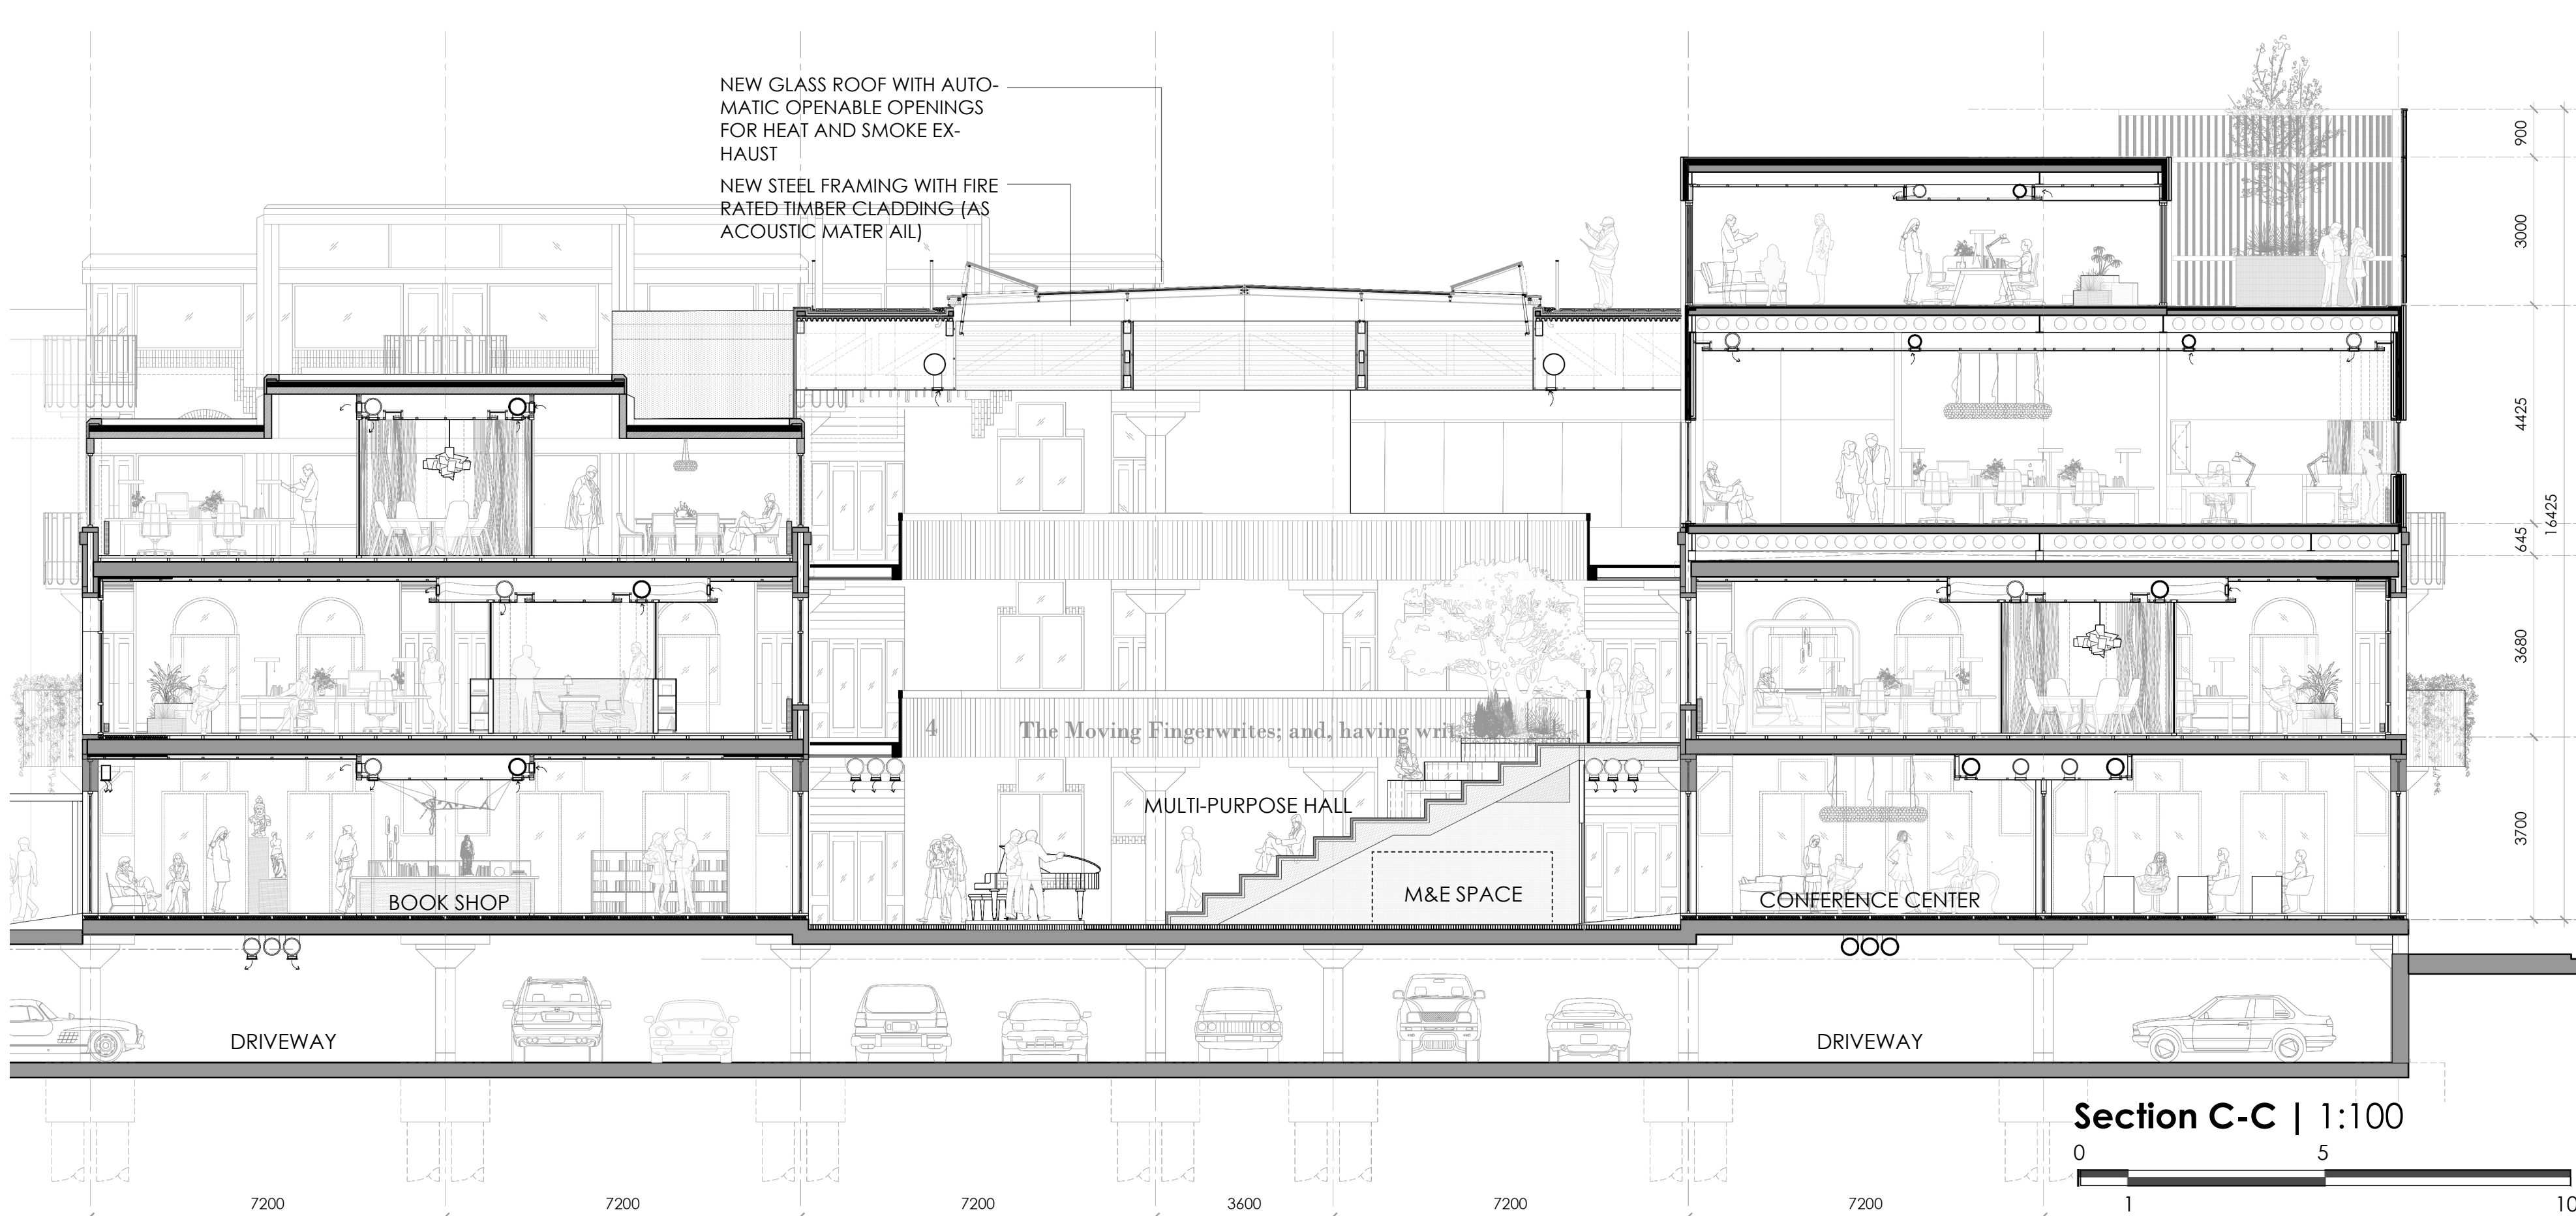 NEW GLASS ROOF WITH AUTO-
MATIC OPENABLE OPENINGS
FOR HEAT AND SMOKE EX-
HAUST
NEW STEEL FRAMING WITH FIRE
RATED TIMBER CLADDING (AS
ACOUSTIC MATER AIL)
900
3000
4425
645
16425
3680
3700
4 The Moving Fingerwrites; and, having writ
MULTI-PURPOSE HALL
M&E SPACE
BOOK SHOP
CONFERENCE CENTER
DRIVEWAY
DRIVEWAY
Section C-C | 1:100
0 5
1 10
7200 7200 7200 3600 7200 7200